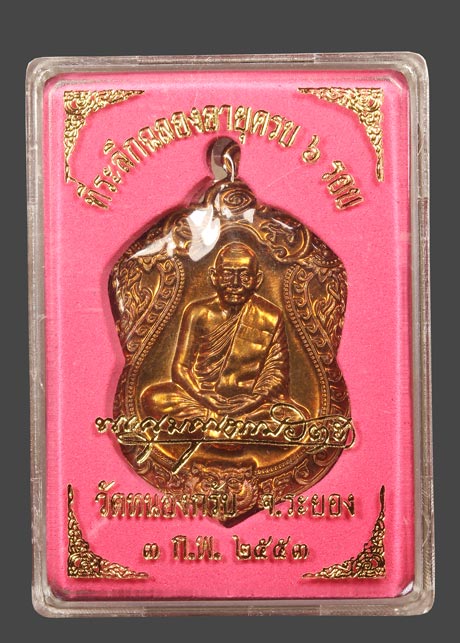 ที่ระลึกฉลองอายุครบ ๖ รอบ
วัดหนองกรับ จ.ระยอง
๓ ก.พ. ๒๕๕๓